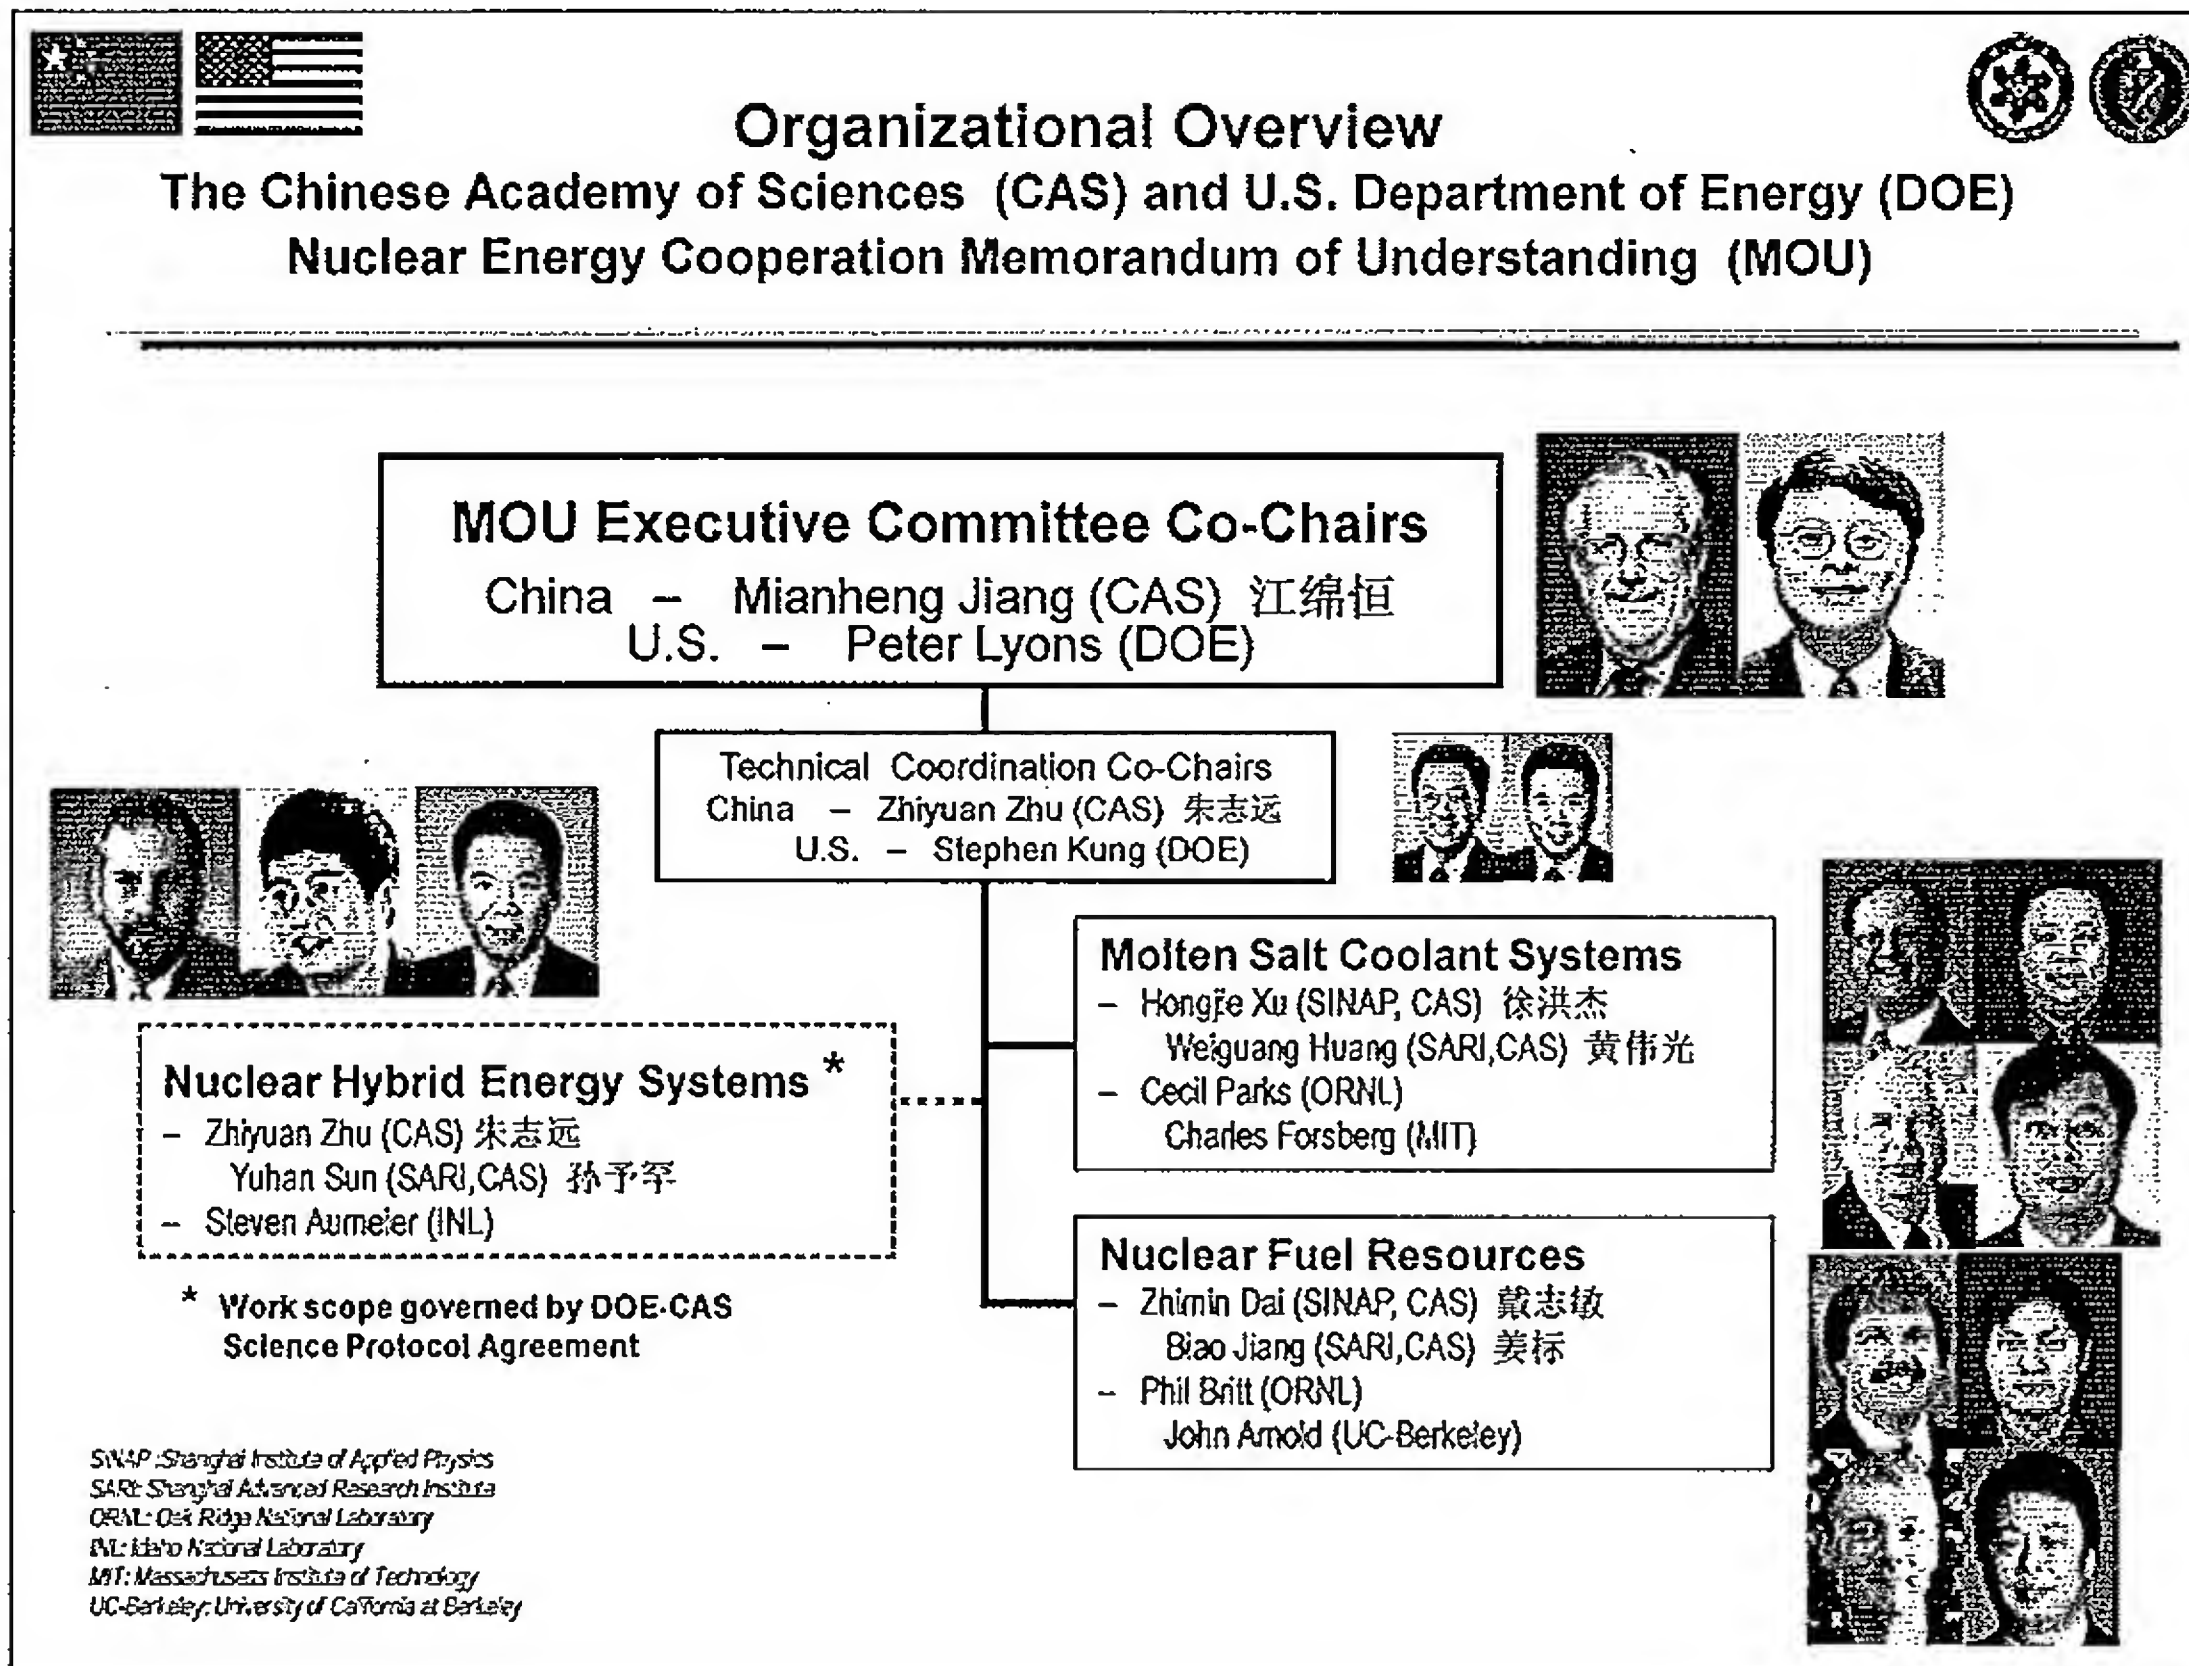 Organizational Overview
The Chinese Academy of Sciences (CAS) and U.S. Department of Energy (DOE)
Nuclear Energy Cooperation Memorandum of Understanding (MOU)
MOU Executive Committee Co-Chairs
China – Mianheng Jiang (CAS) 江绵恒
U.S. – Peter Lyons (DOE)
Technical Coordination Co-Chairs
China – Zhiyuan Zhu (CAS) 朱志远
U.S. – Stephen Kung (DOE)
Nuclear Hybrid Energy Systems *
– Zhiyuan Zhu (CAS) 朱志远
Yuhan Sun (SARI,CAS) 孙予罕
– Steven Aumeier (INL)
* Work scope governed by DOE-CAS
Science Protocol Agreement
Molten Salt Coolant Systems
– Hongjie Xu (SINAP, CAS) 徐洪杰
Weiguang Huang (SARI,CAS) 黄伟光
– Cecil Parks (ORNL)
Charles Forsberg (MIT)
Nuclear Fuel Resources
– Zhimin Dai (SINAP, CAS) 戴志敏
Biao Jiang (SARI,CAS) 姜标
– Phil Britt (ORNL)
John Arnold (UC-Berkeley)
SINAP: Shanghai Institute of Applied Physics
SARI: Shanghai Advanced Research Institute
ORNL: Oak Ridge National Laboratory
INL: Idaho National Laboratory
MIT: Massachusetts Institute of Technology
UC-Berkeley: University of California at Berkeley